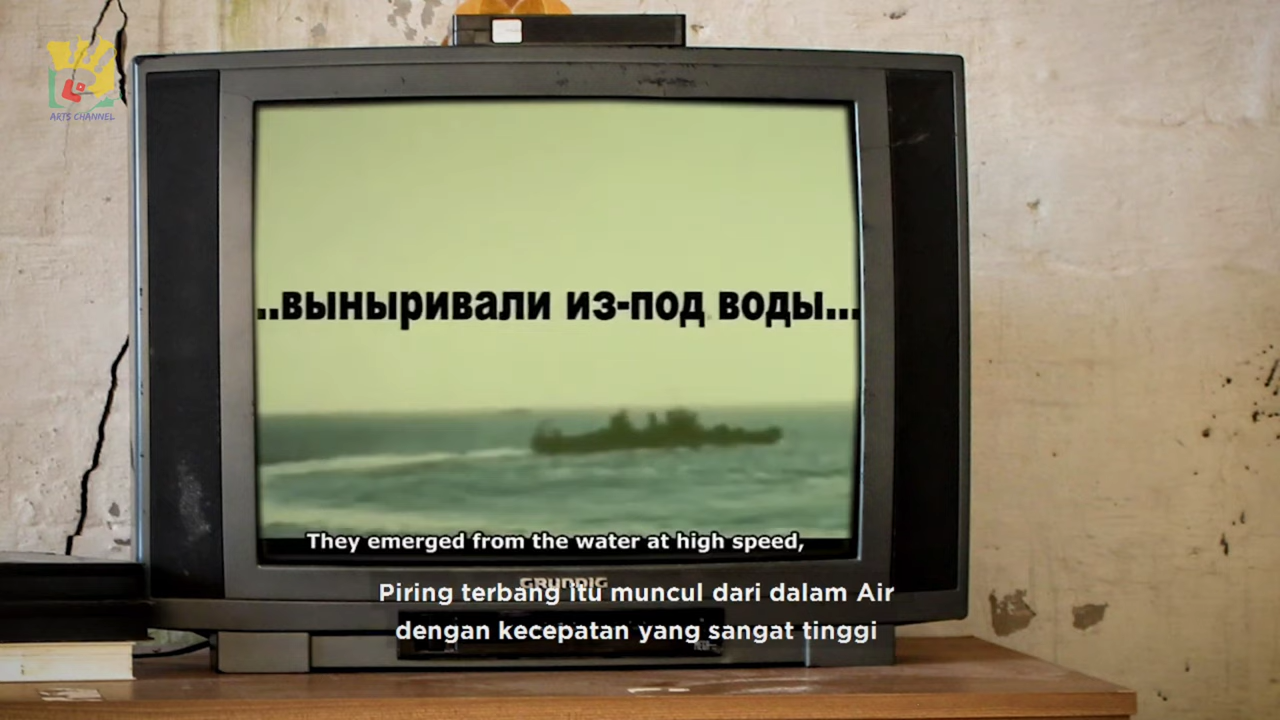 ARTS CHANNEL
..выныривали из-под воды...
They emerged from the water at high speed,
GRUNDIG
Piring terbang itu muncul dari dalam Air
dengan kecepatan yang sangat tinggi